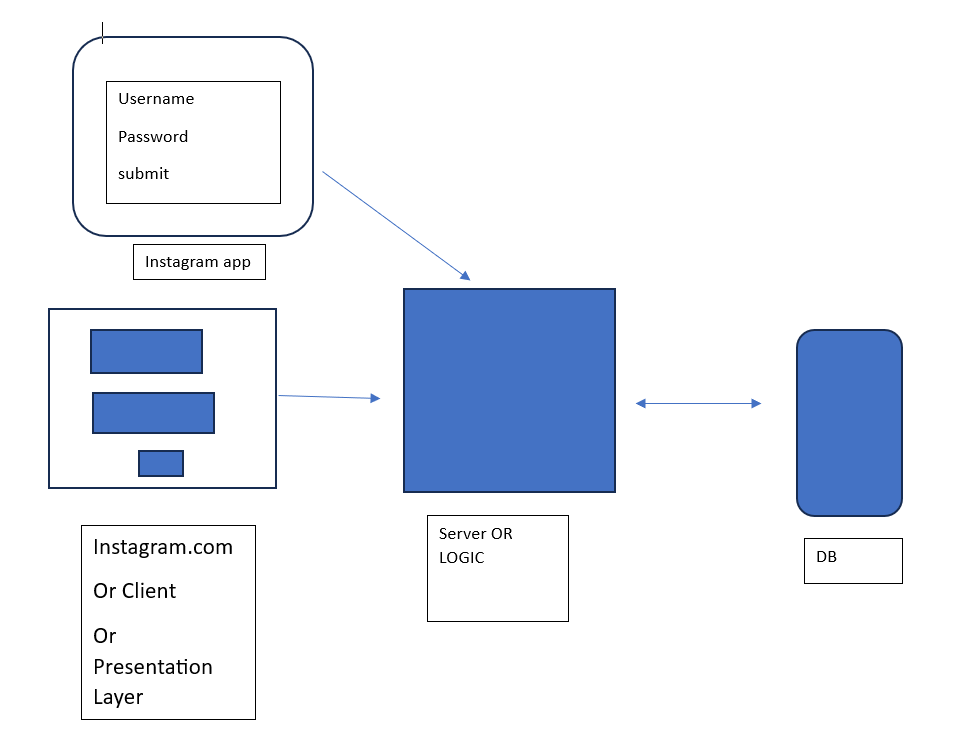 Username
Password
submit
Instagram app
Instagram.com
Or Client
Or
Presentation
Layer
Server OR
LOGIC
DB